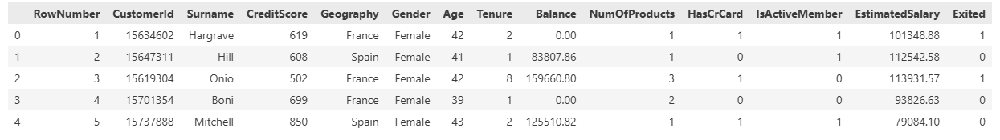 RowNumber CustomerId Surname CreditScore Geography Gender Age Tenure Balance NumOfProducts HasCrCard IsActiveMember EstimatedSalary Exited
0 1 15634602 Hargrave 619 France Female 42 2 0.00 1 1 1 101348.88 1
1 2 15647311 Hill 608 Spain Female 41 1 83807.86 1 0 1 112542.58 0
2 3 15619304 Onio 502 France Female 42 8 159660.80 3 1 0 113931.57 1
3 4 15701354 Boni 699 France Female 39 1 0.00 2 0 0 93826.63 0
4 5 15737888 Mitchell 850 Spain Female 43 2 125510.82 1 1 1 79084.10 0